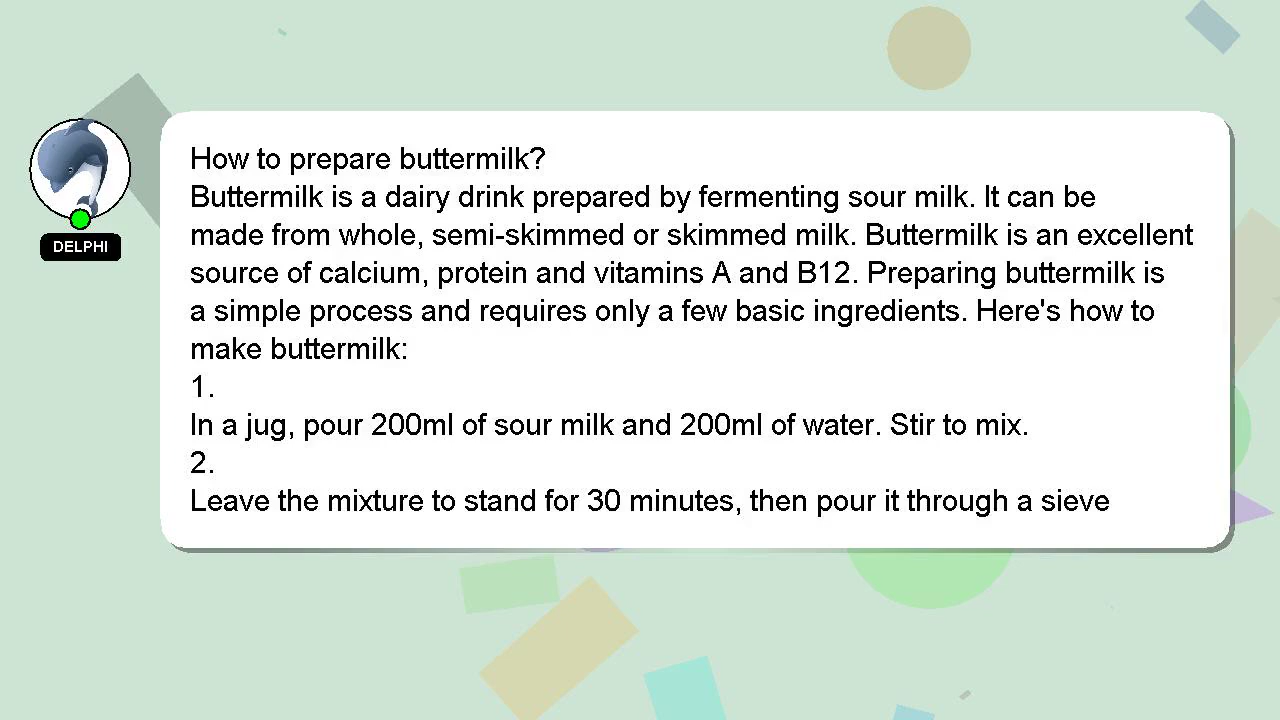 How to prepare buttermilk?
Buttermilk is a dairy drink prepared by fermenting sour milk. It can be
made from whole, semi-skimmed or skimmed milk. Buttermilk is an excellent
source of calcium, protein and vitamins A and B12. Preparing buttermilk is
a simple process and requires only a few basic ingredients. Here's how to
make buttermilk:
1.
In a jug, pour 200ml of sour milk and 200ml of water. Stir to mix.
2.
Leave the mixture to stand for 30 minutes, then pour it through a sieve
DELPHI